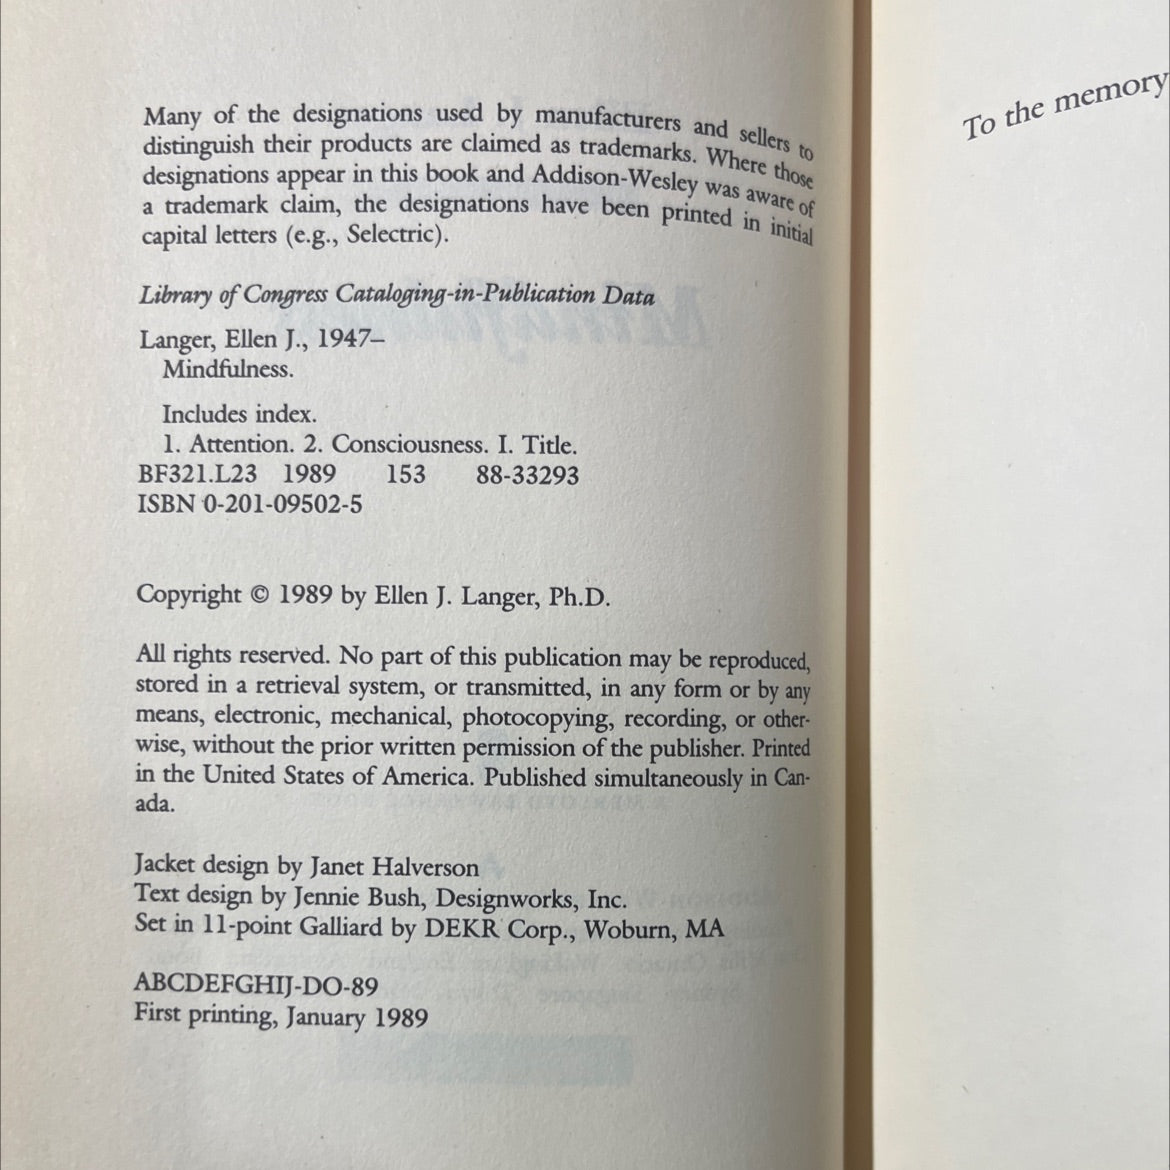 Many of the designations used by manufacturers and sellers to
distinguish their products are claimed as trademarks. Where those
designations appear in this book and Addison-Wesley was aware of
a trademark claim, the designations have been printed in initial
capital letters (e.g., Selectric).
Library of Congress Cataloging-in-Publication Data
Langer, Ellen J., 1947–
Mindfulness.
Includes index.
1. Attention. 2. Consciousness. I. Title.
BF321.L23 1989 153 88-33293
ISBN 0-201-09502-5
Copyright © 1989 by Ellen J. Langer, Ph.D.
All rights reserved. No part of this publication may be reproduced,
stored in a retrieval system, or transmitted, in any form or by any
means, electronic, mechanical, photocopying, recording, or other-
wise, without the prior written permission of the publisher. Printed
in the United States of America. Published simultaneously in Can-
ada.
Jacket design by Janet Halverson
Text design by Jennie Bush, Designworks, Inc.
Set in 11-point Galliard by DEKR Corp., Woburn, MA
ABCDEFGHIJ-DO-89
First printing, January 1989
To the memory